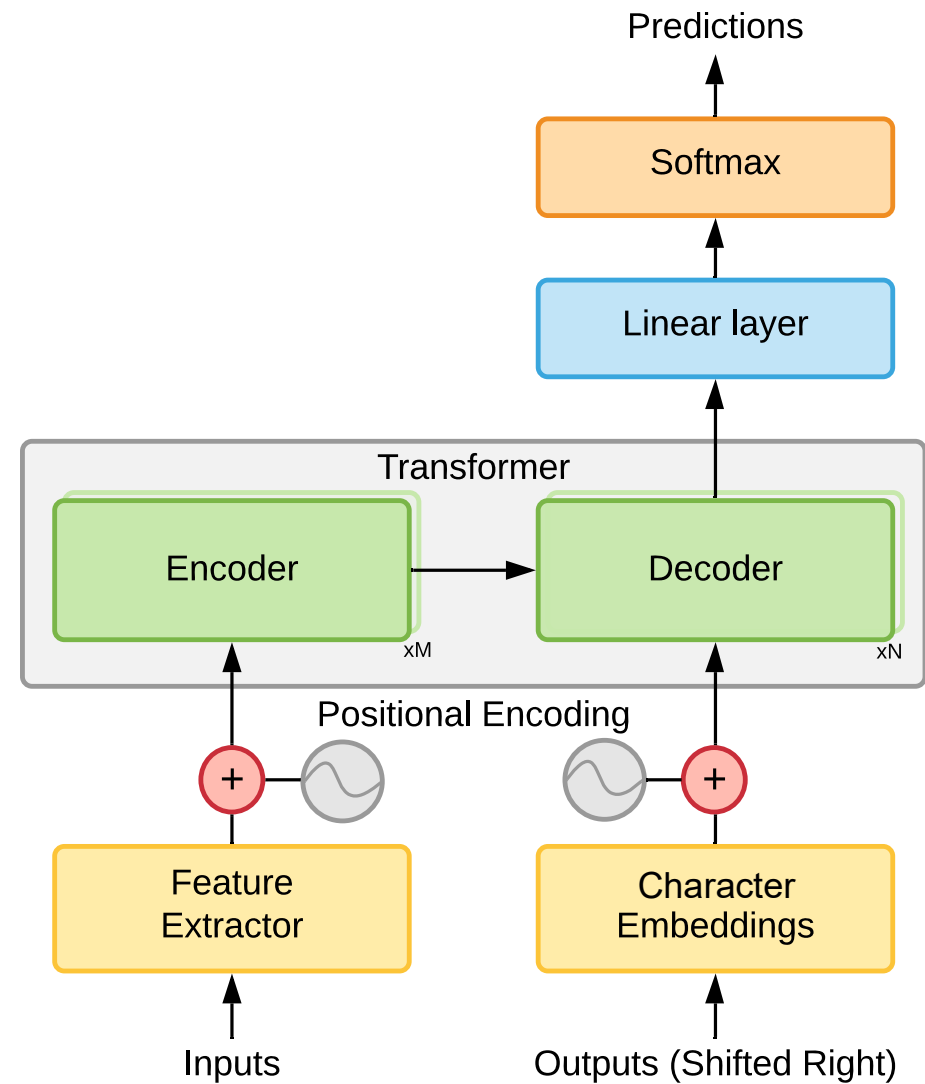 Predictions
Softmax
Linear layer
Transformer
Encoder
Decoder
xM
xN
Positional Encoding
+
+
Feature
Extractor
Character
Embeddings
Inputs
Outputs (Shifted Right)